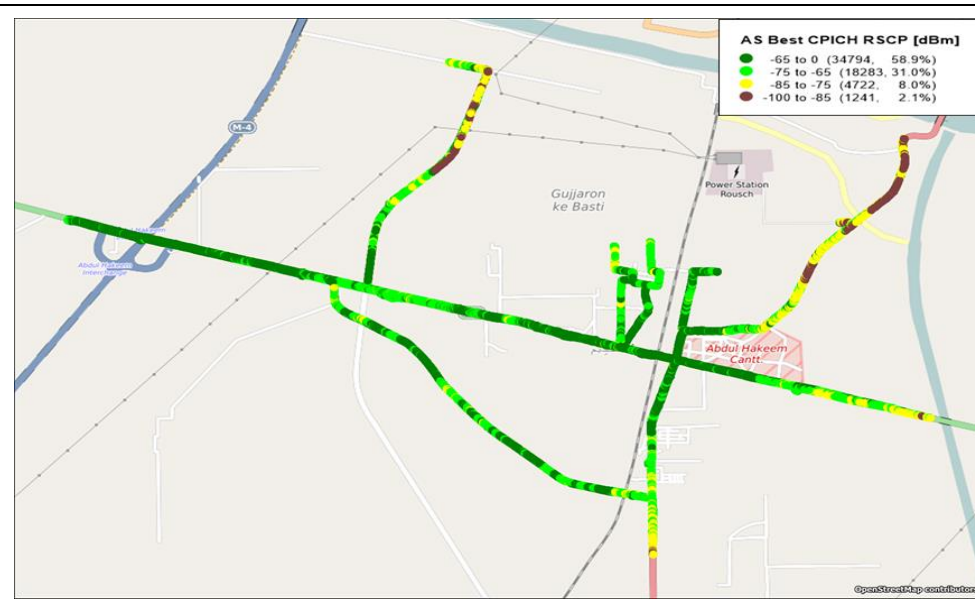 AS Best CPICH RSCP [dBm]
-65 to 0 (34794, 58.9%)
-75 to -65 (18283, 31.0%)
-85 to -75 (4722, 8.0%)
-100 to -85 (1241, 2.1%)
M-4
Power Station
Rousch
Gujjaron
ke Basti
Abdul Hakeem
Interchange
Abdul Hakeem
Cantt.
OpenStreetMap contributor